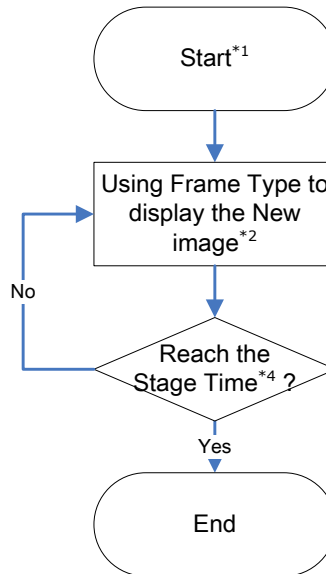 Start*1
Using Frame Type to
display the New
image*2
No
Reach the
Stage Time*4 ?
Yes
End